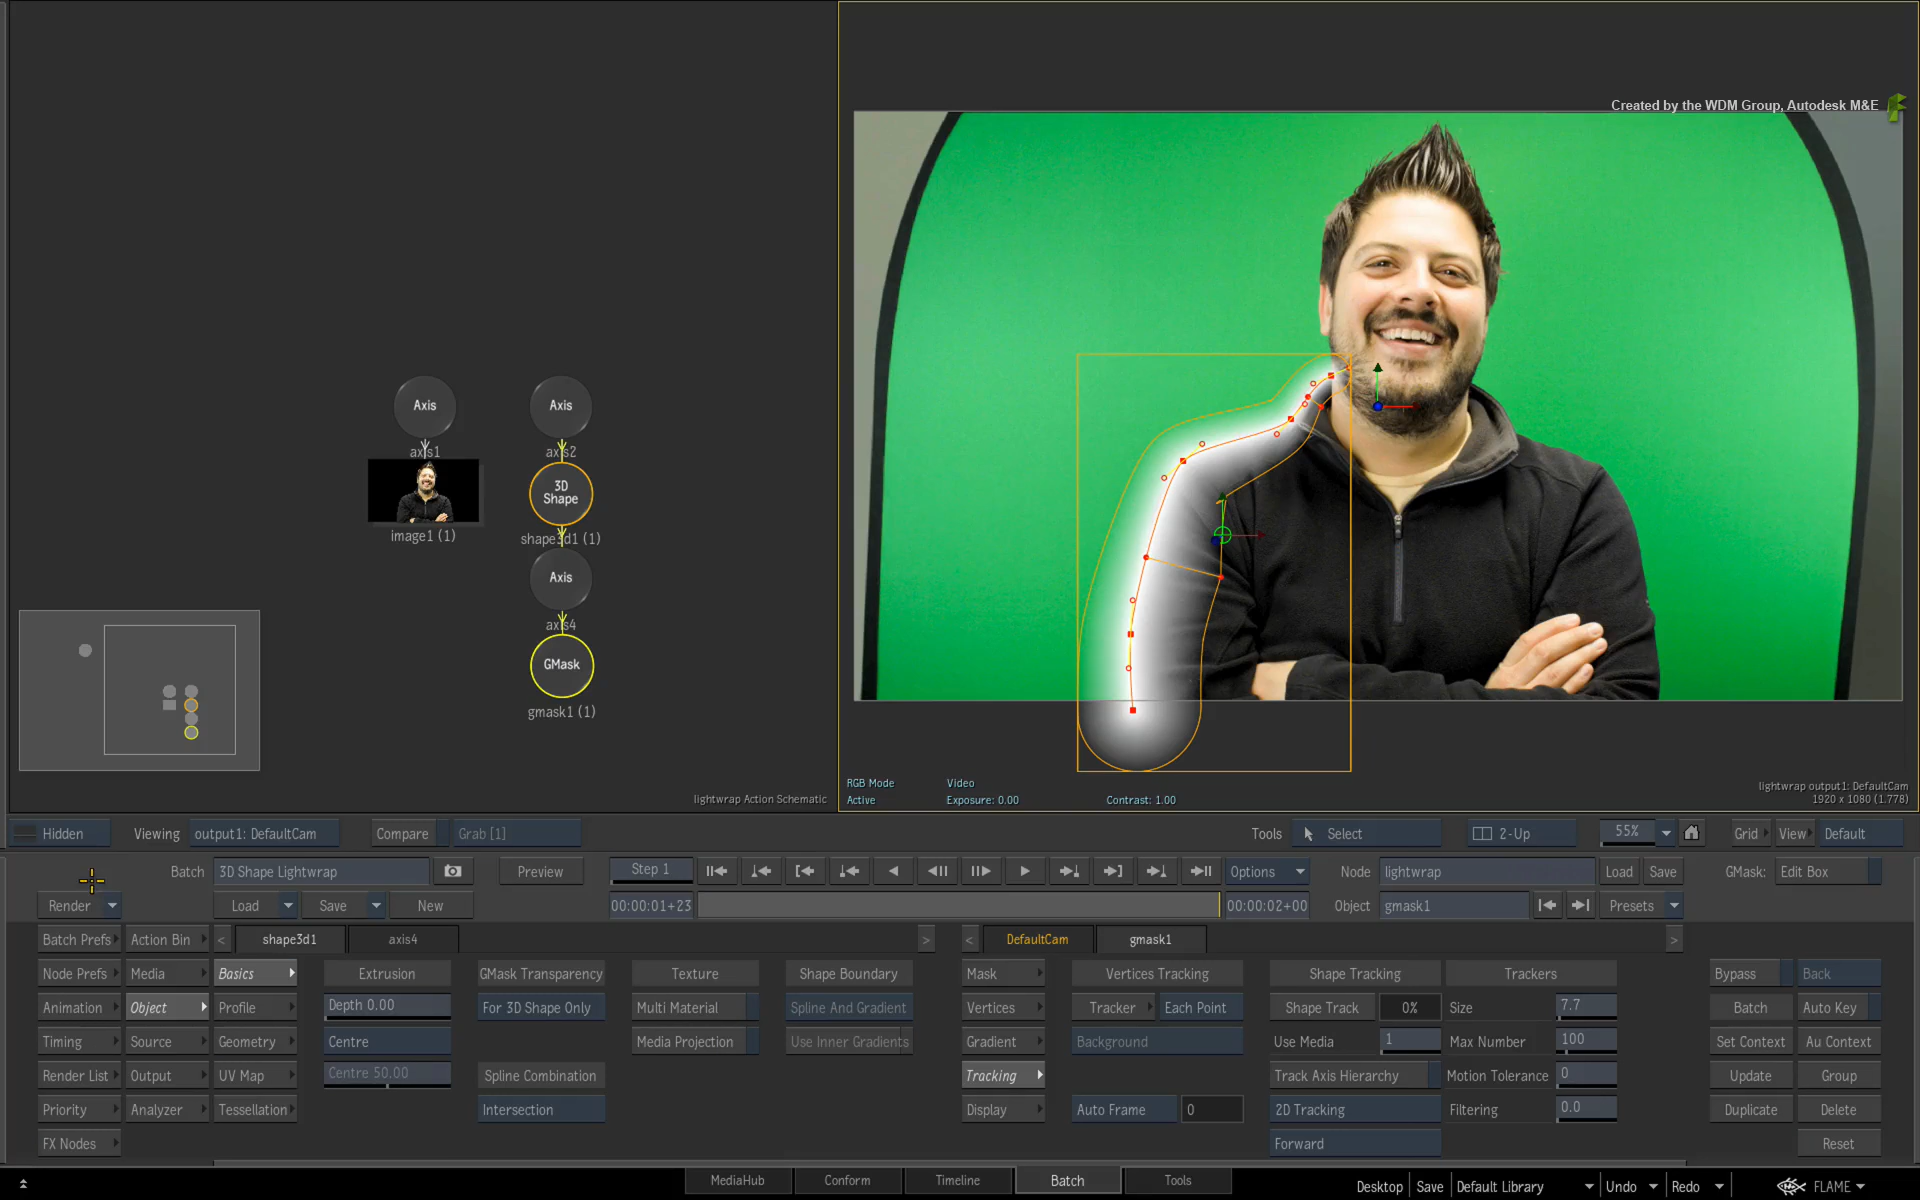 Created by the WDM Group, Autodesk M&E
Axis
Axis
axis1
axis2
3D
Shape
image1 (1)
shape3d1 (1)
Axis
axis4
GMask
gmask1 (1)
lightwrap Action Schematic
RGB Mode
Video
Active
Exposure: 0.00
Contrast: 1.00
lightwrap output1: DefaultCam
1920 x 1080 (1.778)
Hidden
Viewing
output1: DefaultCam
Compare
Grab [1]
Tools
Select
2-Up
55%
Grid
View
Default
Batch
3D Shape Lightwrap
Preview
Step 1
Options
Node
lightwrap
Load
Save
GMask:
Edit Box
Render
Load
Save
New
00:00:01+23
00:00:02+00
Object
gmask1
Presets
Batch Prefs
Action Bin
<
shape3d1
axis4
>
<
DefaultCam
gmask1
>
Node Prefs
Media
Basics
Extrusion
GMask Transparency
Texture
Shape Boundary
Mask
Vertices Tracking
Shape Tracking
Trackers
Bypass
Back
Animation
Object
Profile
Depth 0.00
For 3D Shape Only
Multi Material
Spline And Gradient
Vertices
Tracker
Each Point
Shape Track
0%
Size
7.7
Batch
Auto Key
Timing
Source
Geometry
Centre
Media Projection
Use Inner Gradients
Gradient
Background
Use Media
1
Max Number
100
Set Context
Au Context
Render List
Output
UV Map
Centre 50.00
Spline Combination
Tracking
Track Axis Hierarchy
Motion Tolerance
0
Update
Group
Priority
Analyzer
Tessellation
Intersection
Display
Auto Frame
0
2D Tracking
Filtering
0.0
Duplicate
Delete
FX Nodes
Forward
Reset
MediaHub
Conform
Timeline
Batch
Tools
Desktop
Save
Default Library
Undo
Redo
FLAME